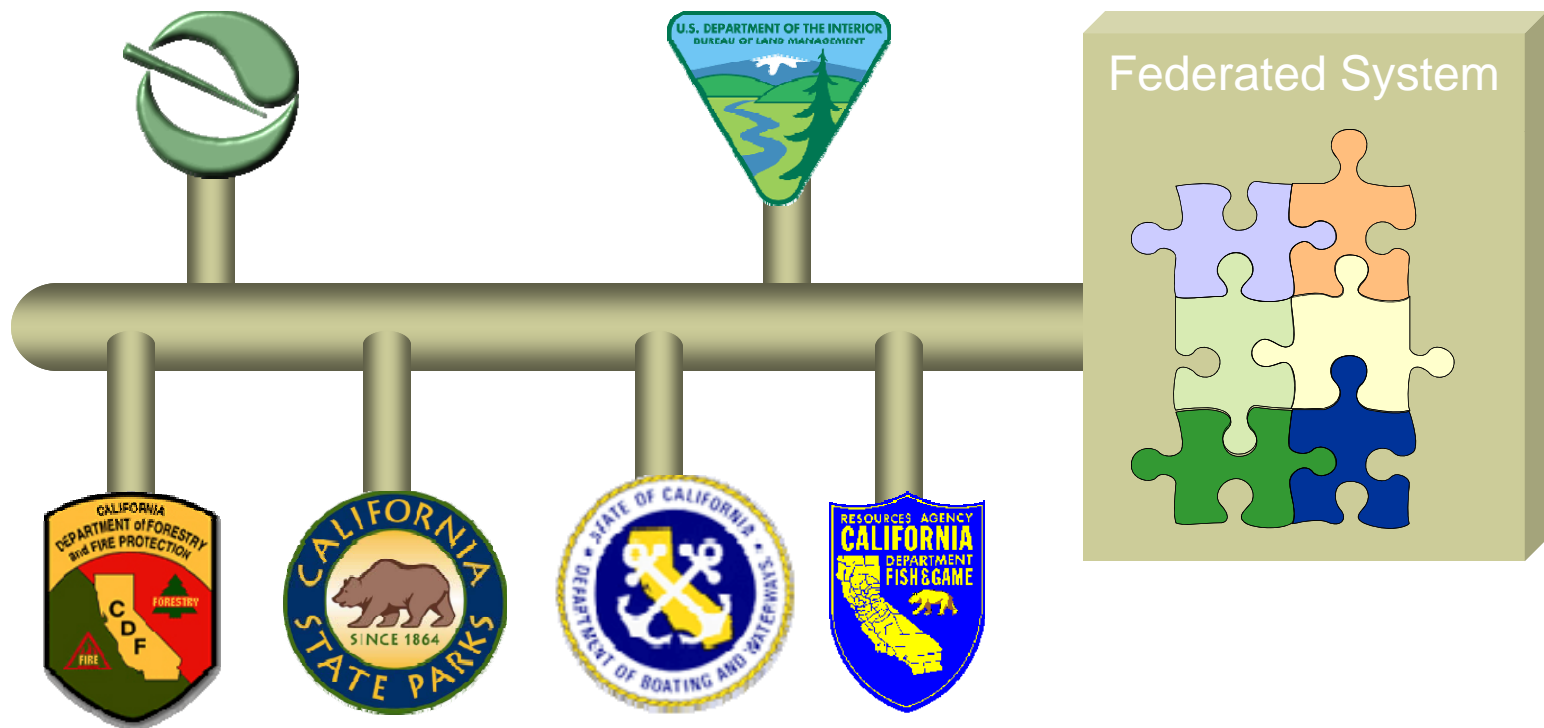 U.S. DEPARTMENT OF THE INTERIOR
BUREAU OF LAND MANAGEMENT
Federated System
CALIFORNIA
DEPARTMENT of FORESTRY
and FIRE PROTECTION
CDF
FORESTRY
FIRE
CALIFORNIA
STATE PARKS
SINCE 1864
STATE OF CALIFORNIA
DEPARTMENT OF BOATING AND WATERWAYS
RESOURCES AGENCY
CALIFORNIA
DEPARTMENT
FISH & GAME